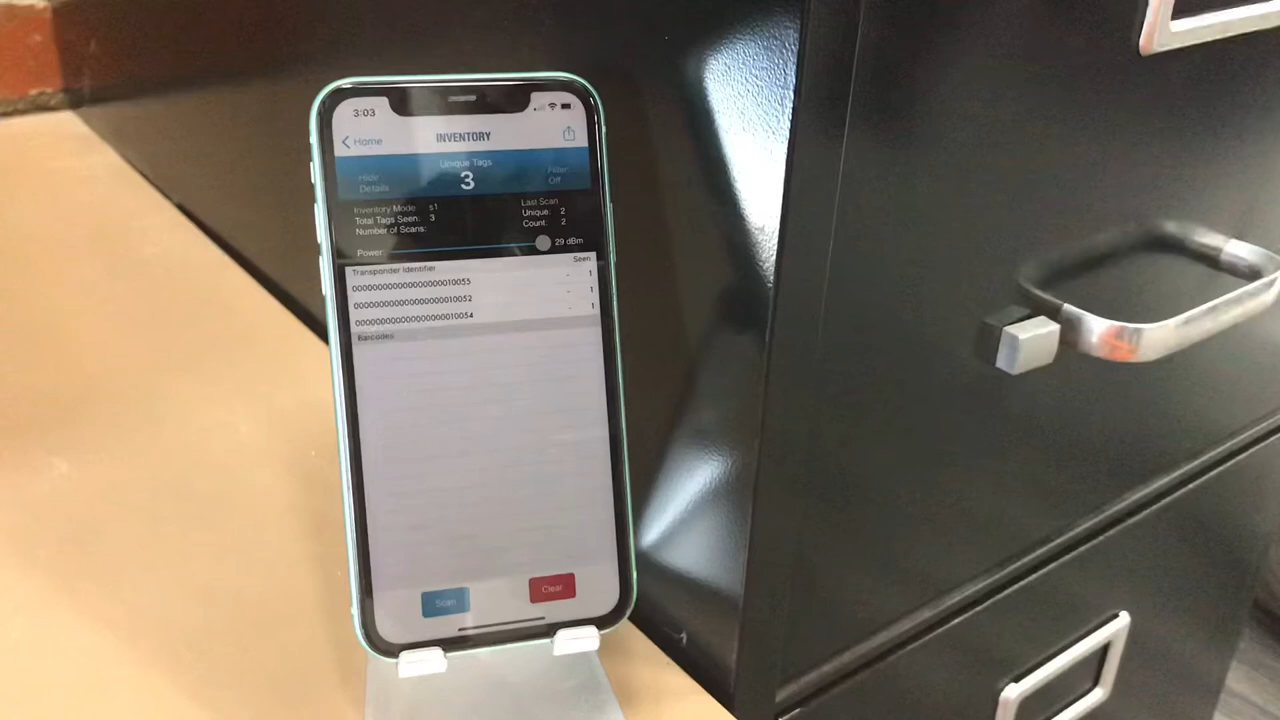 3:03
Home
INVENTORY
Unique Tags
3
Hide Details
Filter Off
Inventory Mode: s1
Total Tags Seen: 3
Number of Scans:
Last Scan
Unique: 2
Count: 2
Power
29 dBm
Transponder Identifier Seen
000000000000000000010055 - 1
000000000000000000010052 - 1
000000000000000000010054 - 1
Barcodes
Scan
Clear